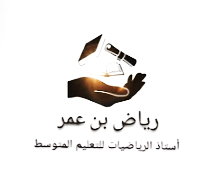 رياض بن عمر
أستاذ الرياضيات للتعليم المتوسط